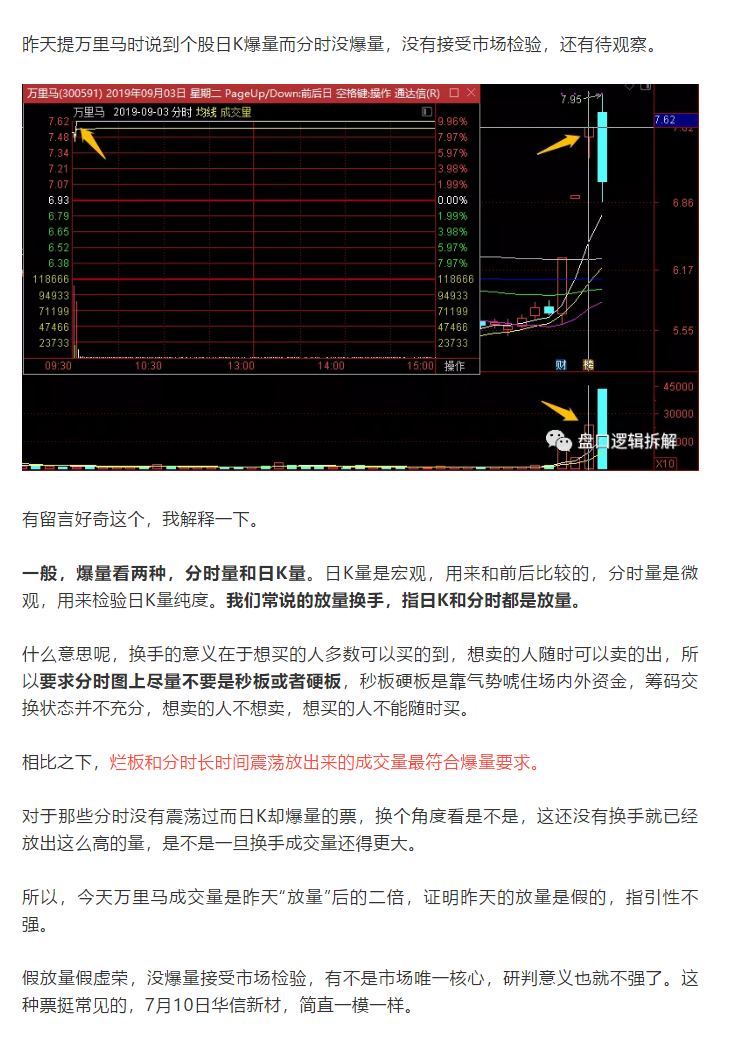 昨天提万里马时说到个股日K爆量而分时没爆量，没有接受市场检验，还有待观察。
万里马(300591) 2019年09月03日 星期二 PageUp/Down:前后日 空格键:操作 通达信(R)
万里马 2019-09-03 分时 均线 成交量
7.62 9.96%
7.48 7.97%
7.34 5.97%
7.21 3.98%
7.07 1.99%
6.93 0.00%
6.79 1.99%
6.65 3.98%
6.52 5.97%
6.38 7.97%
118666 118666
94933 94933
71199 71199
47466 47466
23733 23733
09:30 10:30 13:00 14:00 15:00 操作
7.95
7.62
7.62
6.86
6.17
5.55
财 榜
45000
30000
X10
盘口逻辑拆解
有留言好奇这个，我解释一下。
一般，爆量看两种，分时量和日K量。日K量是宏观，用来和前后比较的，分时量是微
观，用来检验日K量纯度。我们常说的放量换手，指日K和分时都是放量。
什么意思呢，换手的意义在于想买的人多数可以买的到，想卖的人随时可以卖的出，所
以要求分时图上尽量不要是秒板或者硬板，秒板硬板是靠气势唬住场内外资金，筹码交
换状态并不充分，想卖的人不想卖，想买的人不能随时买。
相比之下，烂板和分时长时间震荡放出来的成交量最符合爆量要求。
对于那些分时没有震荡过而日K却爆量的票，换个角度看是不是，这还没有换手就已经
放出这么高的量，是不是一旦换手成交量还得更大。
所以，今天万里马成交量是昨天“放量”后的二倍，证明昨天的放量是假的，指引性不
强。
假放量假虚荣，没爆量接受市场检验，有不是市场唯一核心，研判意义也就不强了。这
种票挺常见的，7月10日华信新材，简直一模一样。